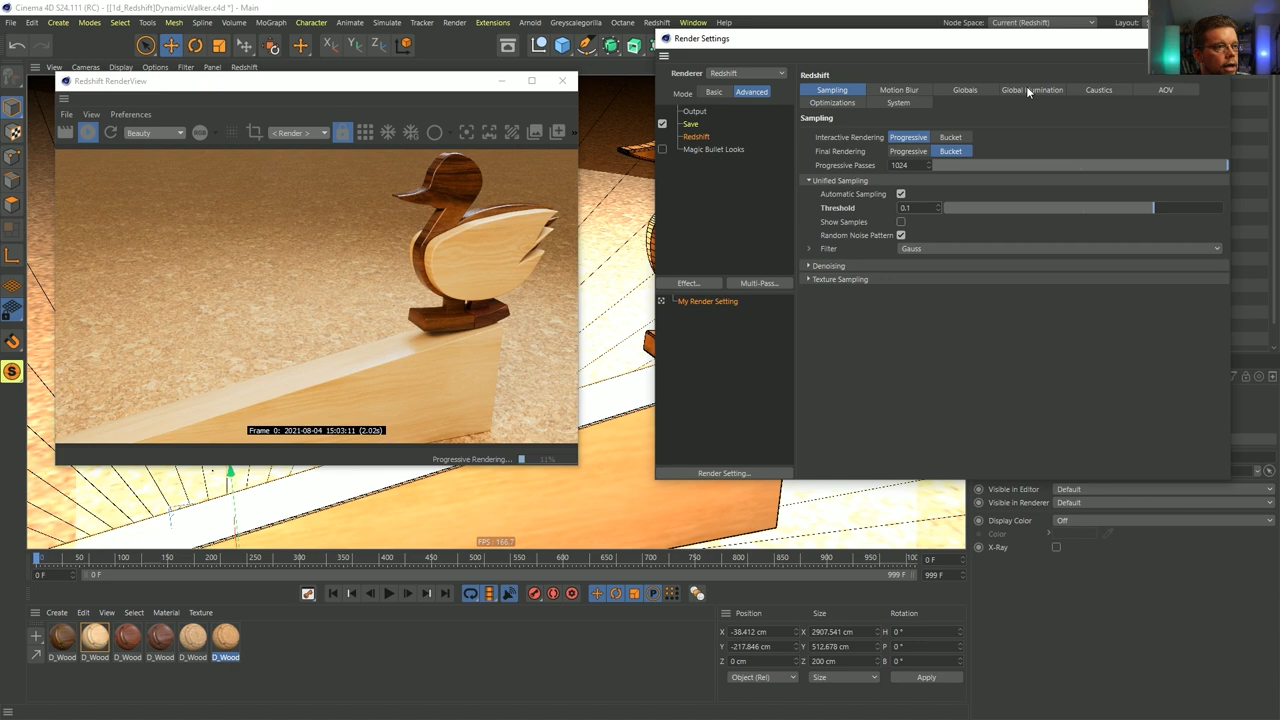 Cinema 4D S24.111 (RC) - [[1d_Redshift]DynamicWalker.c4d *] - Main
File Create Modes Select Tools Mesh Spline Volume MoGraph Character Animate Simulate Tracker Render Extensions Arnold Greyscalegorilla Octane Redshift Window Help Node Space: Current (Redshift) Layout:
View Cameras Display Options Filter Panel Redshift
Redshift RenderView
File View Preferences
Beauty RGB < Render >
Frame 0: 2021-08-04 15:03:11 (2.02s)
Progressive Rendering... 11%
FPS : 166.7
Render Settings
Renderer Redshift
Mode Basic Advanced
Output
Save
Redshift
Magic Bullet Looks
Effect... Multi-Pass...
My Render Setting
Render Setting...
Redshift
Sampling Motion Blur Globals Global Illumination Caustics AOV
Optimizations System
Sampling
Interactive Rendering Progressive Bucket
Final Rendering Progressive Bucket
Progressive Passes 1024
Unified Sampling
Automatic Sampling
Threshold 0.1
Show Samples
Random Noise Pattern
Filter Gauss
Denoising
Texture Sampling
Visible in Editor Default
Visible in Renderer Default
Display Color Off
Color
X-Ray
0 50 100 150 200 250 300 350 400 450 500 550 600 650 700 750 800 850 900 950 100 0 F
0 F 0 F 999 F 999 F
Create Edit View Select Material Texture
D_Wood D_Wood D_Wood D_Wood D_Wood D_Wood
Position Size Rotation
X -38.412 cm X 2907.541 cm H 0 °
Y -217.846 cm Y 512.678 cm P 0 °
Z 0 cm Z 200 cm B 0 °
Object (Rel) Size Apply